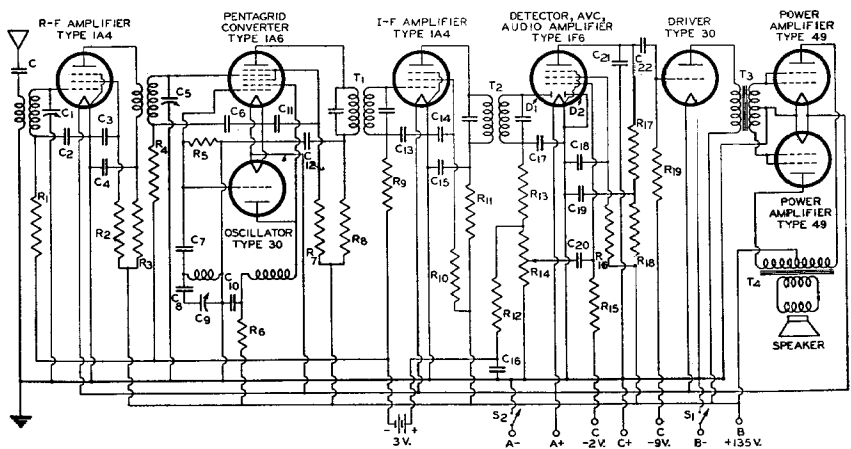 R-F AMPLIFIER
TYPE 1A4
PENTAGRID
CONVERTER
TYPE 1A6
I-F AMPLIFIER
TYPE 1A4
DETECTOR, AVC,
AUDIO AMPLIFIER
TYPE 1F6
DRIVER
TYPE 30
POWER
AMPLIFIER
TYPE 49
C
C1
C2
C3
C4
C5
C6
C11
C12
T1
C14
C13
C15
T2
D1
D2
C21
C22
T3
C17
C18
C19
C20
R1
R2
R3
R4
R5
OSCILLATOR
TYPE 30
C7
C8
C9
C10
R6
R7
R8
R9
R10
R11
R12
R13
R14
R15
R16
R17
R18
R19
C16
POWER
AMPLIFIER
TYPE 49
T4
SPEAKER
- +
3V.
S2
A-
A+
C
-2V.
C+
C
-9V.
S1
B-
B
+135V.